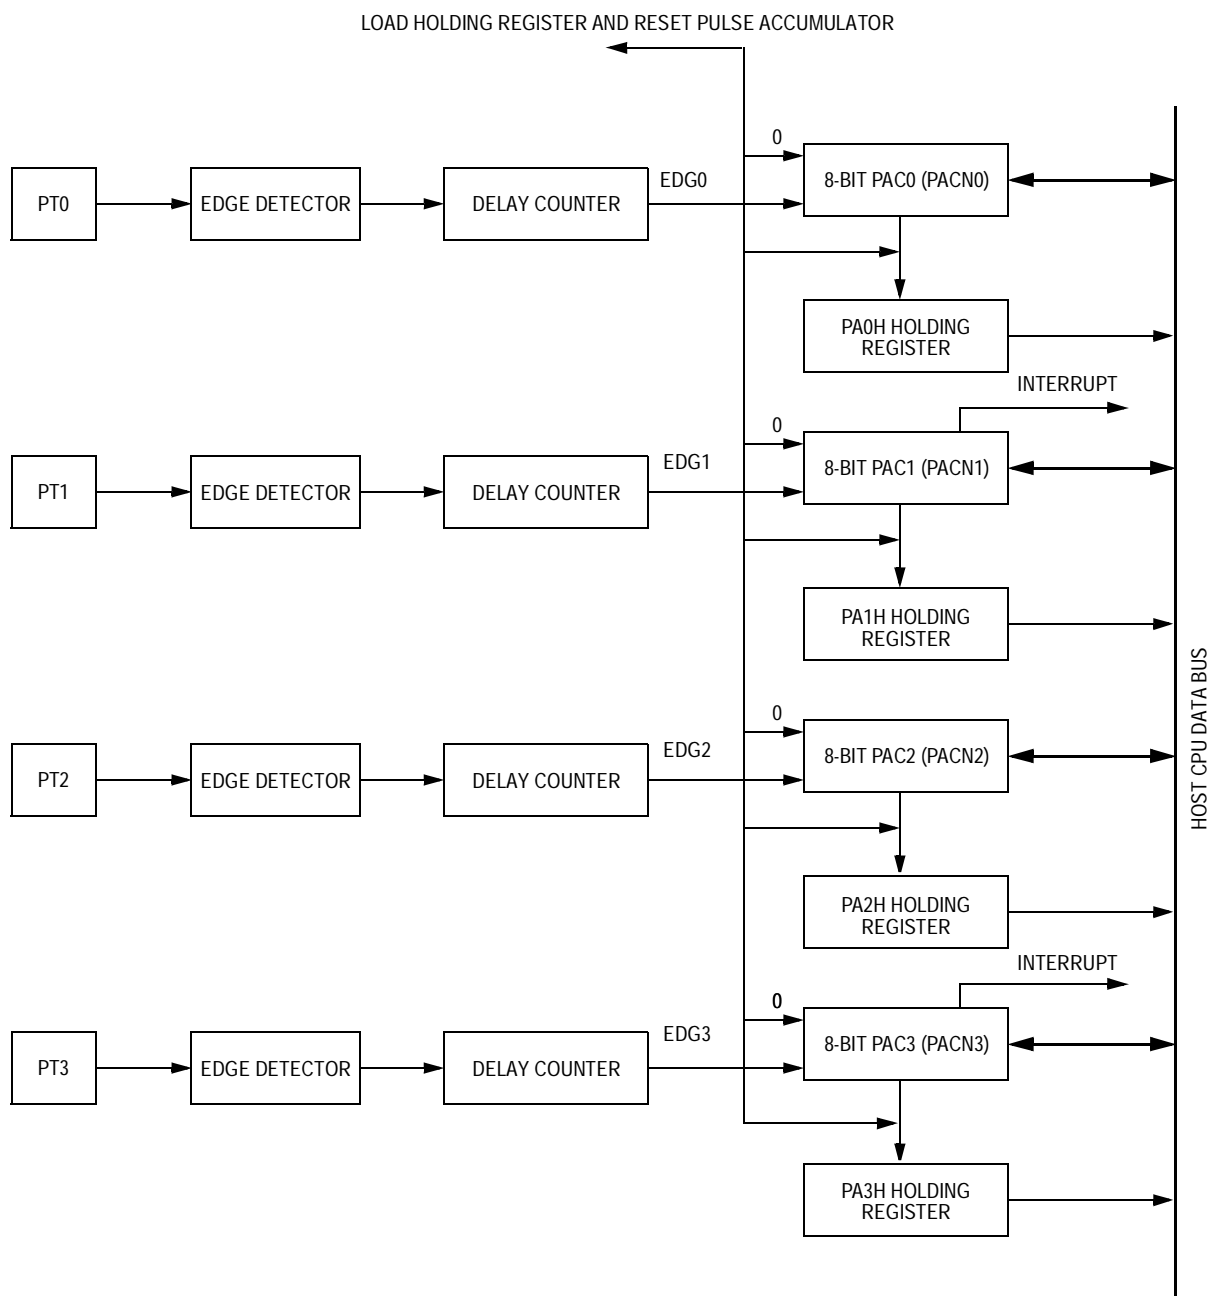 LOAD HOLDING REGISTER AND RESET PULSE ACCUMULATOR
0
EDG0
PT0
EDGE DETECTOR
DELAY COUNTER
8-BIT PAC0 (PACN0)
PA0H HOLDING
REGISTER
INTERRUPT
0
EDG1
PT1
EDGE DETECTOR
DELAY COUNTER
8-BIT PAC1 (PACN1)
PA1H HOLDING
REGISTER
HOST CPU DATA BUS
0
EDG2
PT2
EDGE DETECTOR
DELAY COUNTER
8-BIT PAC2 (PACN2)
PA2H HOLDING
REGISTER
INTERRUPT
0
EDG3
PT3
EDGE DETECTOR
DELAY COUNTER
8-BIT PAC3 (PACN3)
PA3H HOLDING
REGISTER